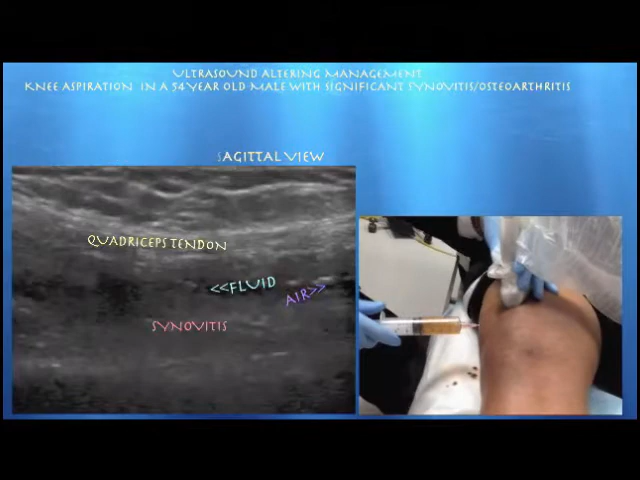 ULTRASOUND ALTERING MANAGEMENT
KNEE ASPIRATION IN A 54 YEAR OLD MALE WITH SIGNIFICANT SYNOVITIS/OSTEOARTHRITIS
SAGITTAL VIEW
QUADRICEPS TENDON
<<FLUID
AIR>>
SYNOVITIS